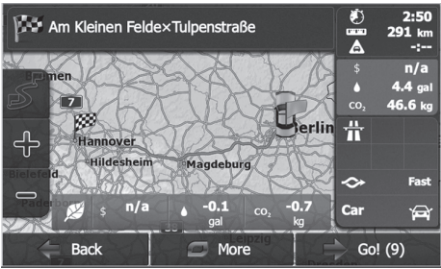 Am Kleinen Felde×Tulpenstraße
2:50
291 km
-:--
$ n/a
4.4 gal
CO₂ 46.6 kg
Fast
Car
7
Hannover
Hildesheim
Magdeburg
$ n/a
-0.1 gal
CO₂ -0.7 kg
Back
More
Go! (9)